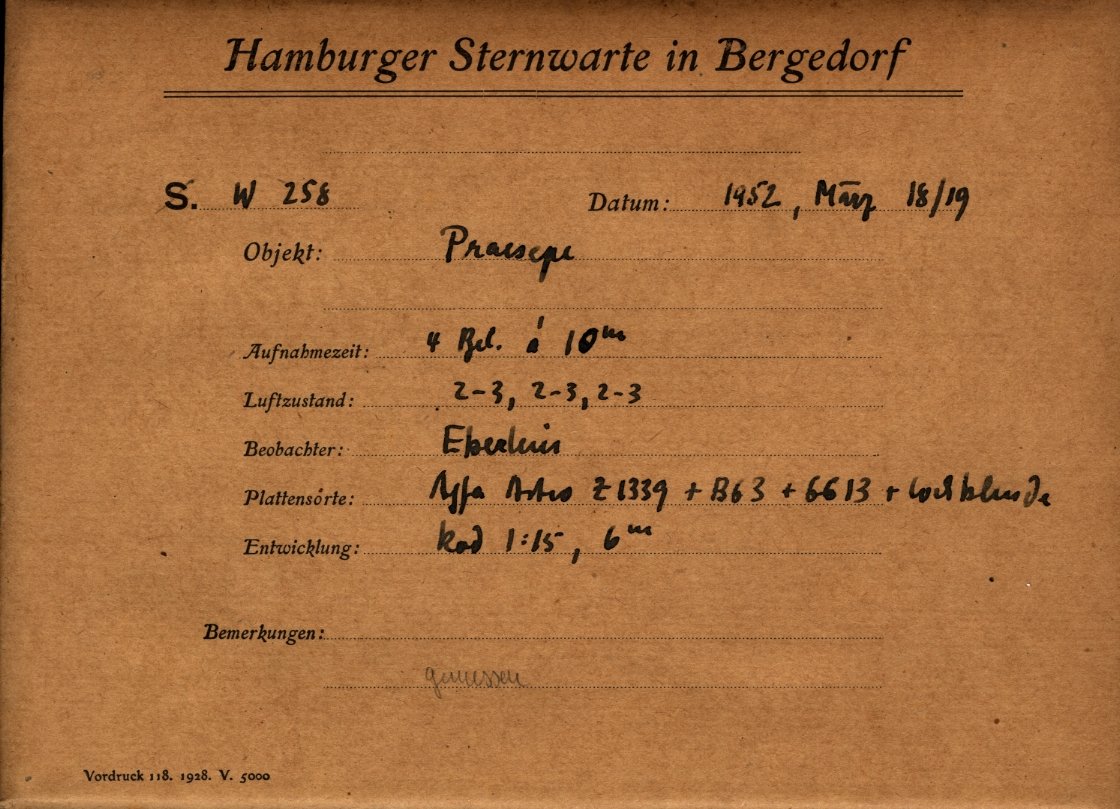 Hamburger Sternwarte in Bergedorf
S. W 258 Datum: 1952, März 18/19
Objekt: Praesepe
Aufnahmezeit: 4 Bel. á 10ᵐ
Luftzustand: 2-3, 2-3, 2-3
Beobachter:
Plattensorte: Agfa Astro Z 1339 + B63 + 6613 + Lochblende
Entwicklung: Rod 1:15, 6ᵐ
Bemerkungen:
gemessen
Vordruck 118. 1928. V. 5000